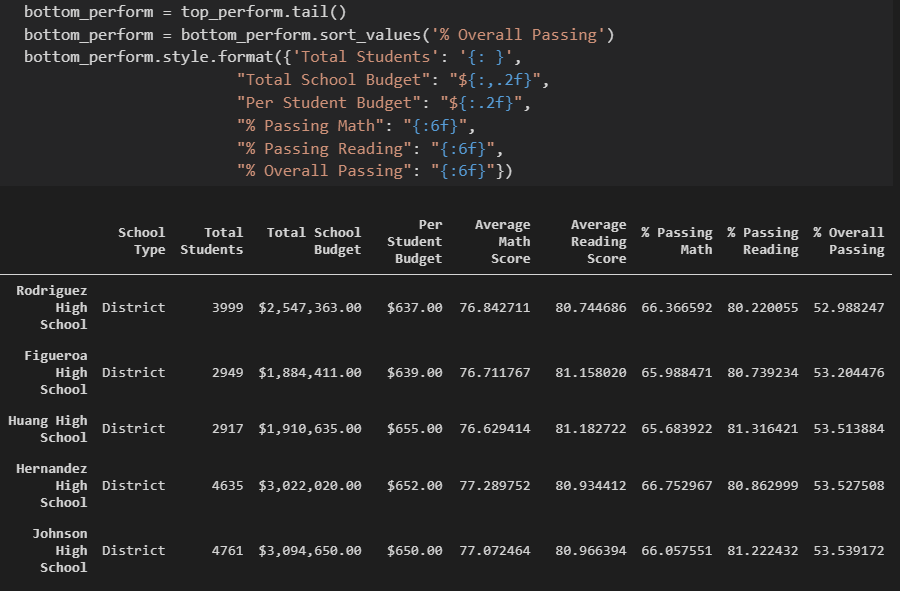 bottom_perform = top_perform.tail()
bottom_perform = bottom_perform.sort_values('% Overall Passing')
bottom_perform.style.format({'Total Students': '{: }',
"Total School Budget": "${:,.2f}",
"Per Student Budget": "${:.2f}",
"% Passing Math": "{:6f}",
"% Passing Reading": "{:6f}",
"% Overall Passing": "{:6f}"})
School Type Total Students Total School Budget Per Student Budget Average Math Score Average Reading Score % Passing Math % Passing Reading % Overall Passing
Rodriguez High School District 3999 $2,547,363.00 $637.00 76.842711 80.744686 66.366592 80.220055 52.988247
Figueroa High School District 2949 $1,884,411.00 $639.00 76.711767 81.158020 65.988471 80.739234 53.204476
Huang High School District 2917 $1,910,635.00 $655.00 76.629414 81.182722 65.683922 81.316421 53.513884
Hernandez High School District 4635 $3,022,020.00 $652.00 77.289752 80.934412 66.752967 80.862999 53.527508
Johnson High School District 4761 $3,094,650.00 $650.00 77.072464 80.966394 66.057551 81.222432 53.539172